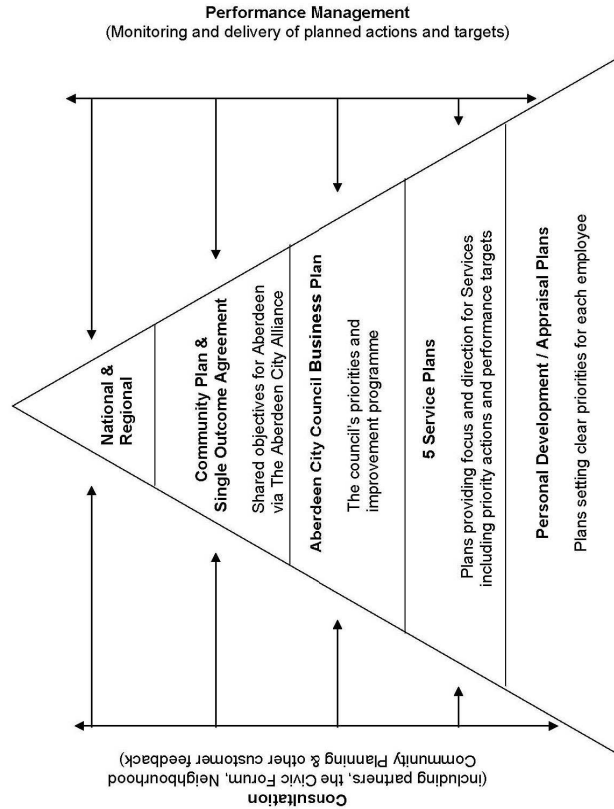 Performance Management
(Monitoring and delivery of planned actions and targets)
National &
Regional
Community Plan &
Single Outcome Agreement
Shared objectives for Aberdeen
via The Aberdeen City Alliance
Aberdeen City Council Business Plan
The council's priorities and
improvement programme
5 Service Plans
Plans providing focus and direction for Services
including priority actions and performance targets
Personal Development / Appraisal Plans
Plans setting clear priorities for each employee
Consultation
(including partners, the Civic Forum, Neighbourhood
Community Planning & other customer feedback)